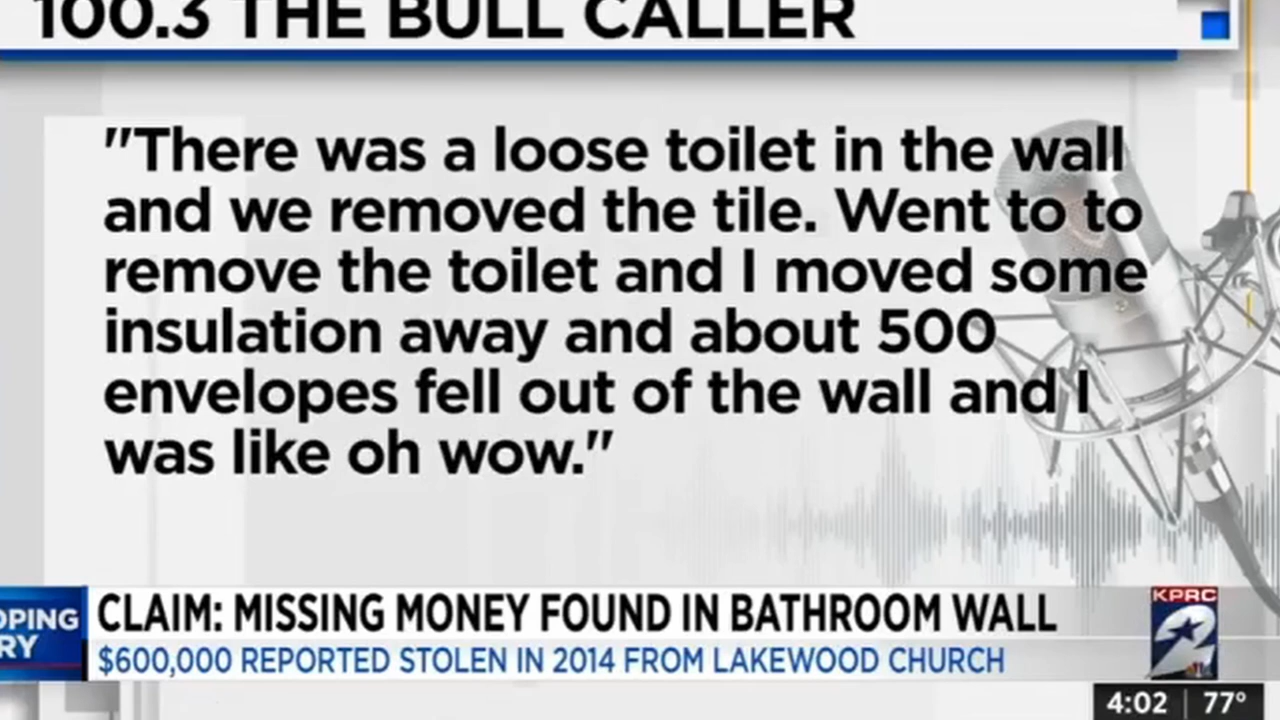 100.3 THE BULL CALLER
"There was a loose toilet in the wall
and we removed the tile. Went to to
remove the toilet and I moved some
insulation away and about 500
envelopes fell out of the wall and I
was like oh wow."
OPING
RY
CLAIM: MISSING MONEY FOUND IN BATHROOM WALL
$600,000 REPORTED STOLEN IN 2014 FROM LAKEWOOD CHURCH
KPRC
2
4:02 77°